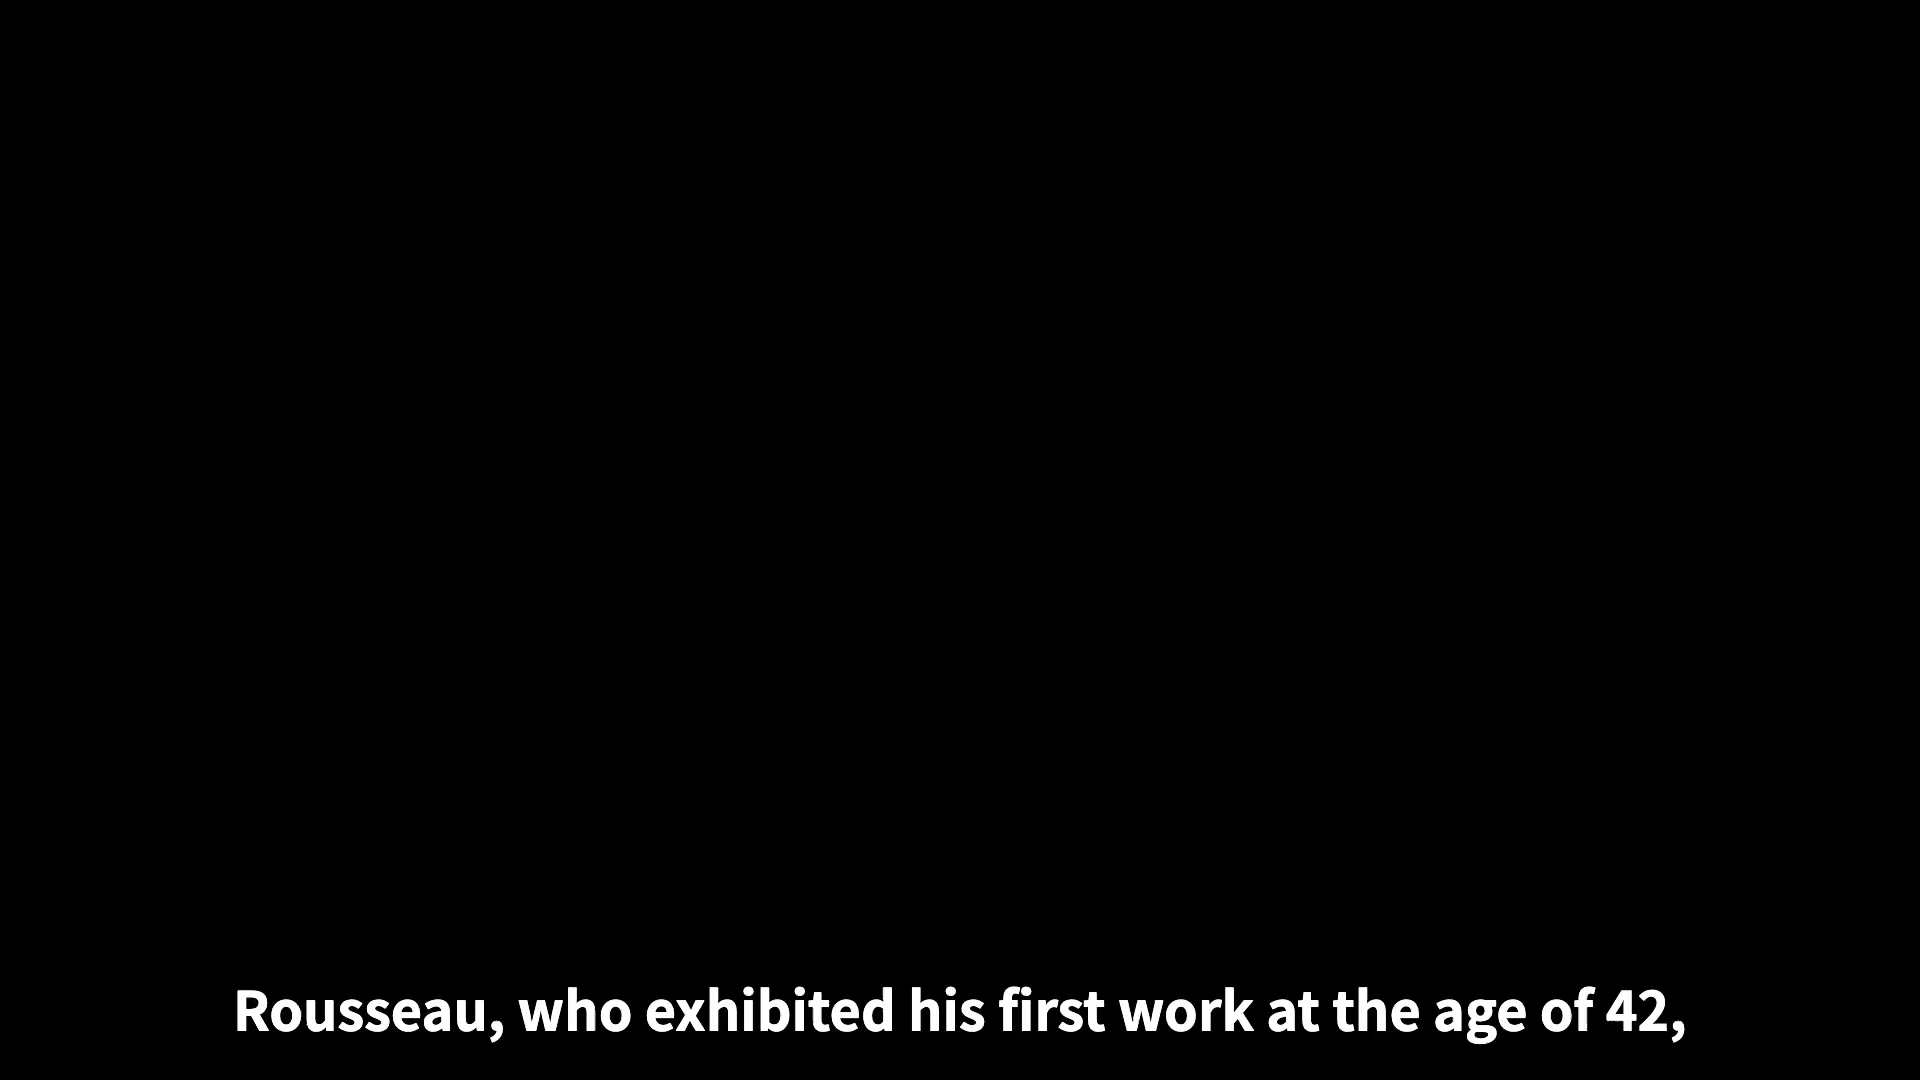 Rousseau, who exhibited his first work at the age of 42,